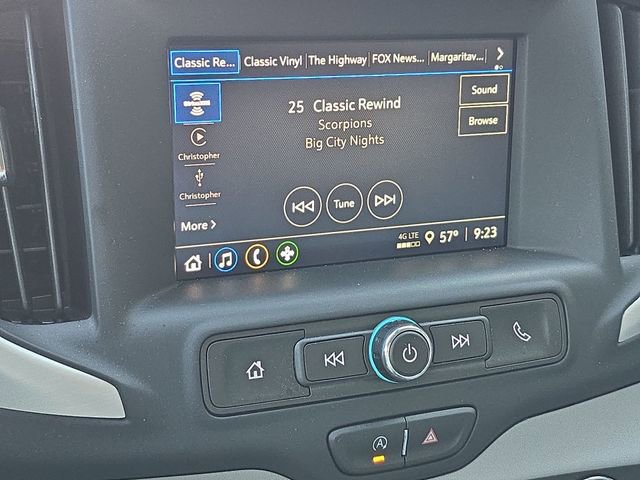 Classic Re... Classic Vinyl The Highway FOX News... Margaritav...
25 Classic Rewind
Scorpions
Big City Nights
Sound
Browse
Christopher
Christopher
More
Tune
4G LTE
57° 9:23
A